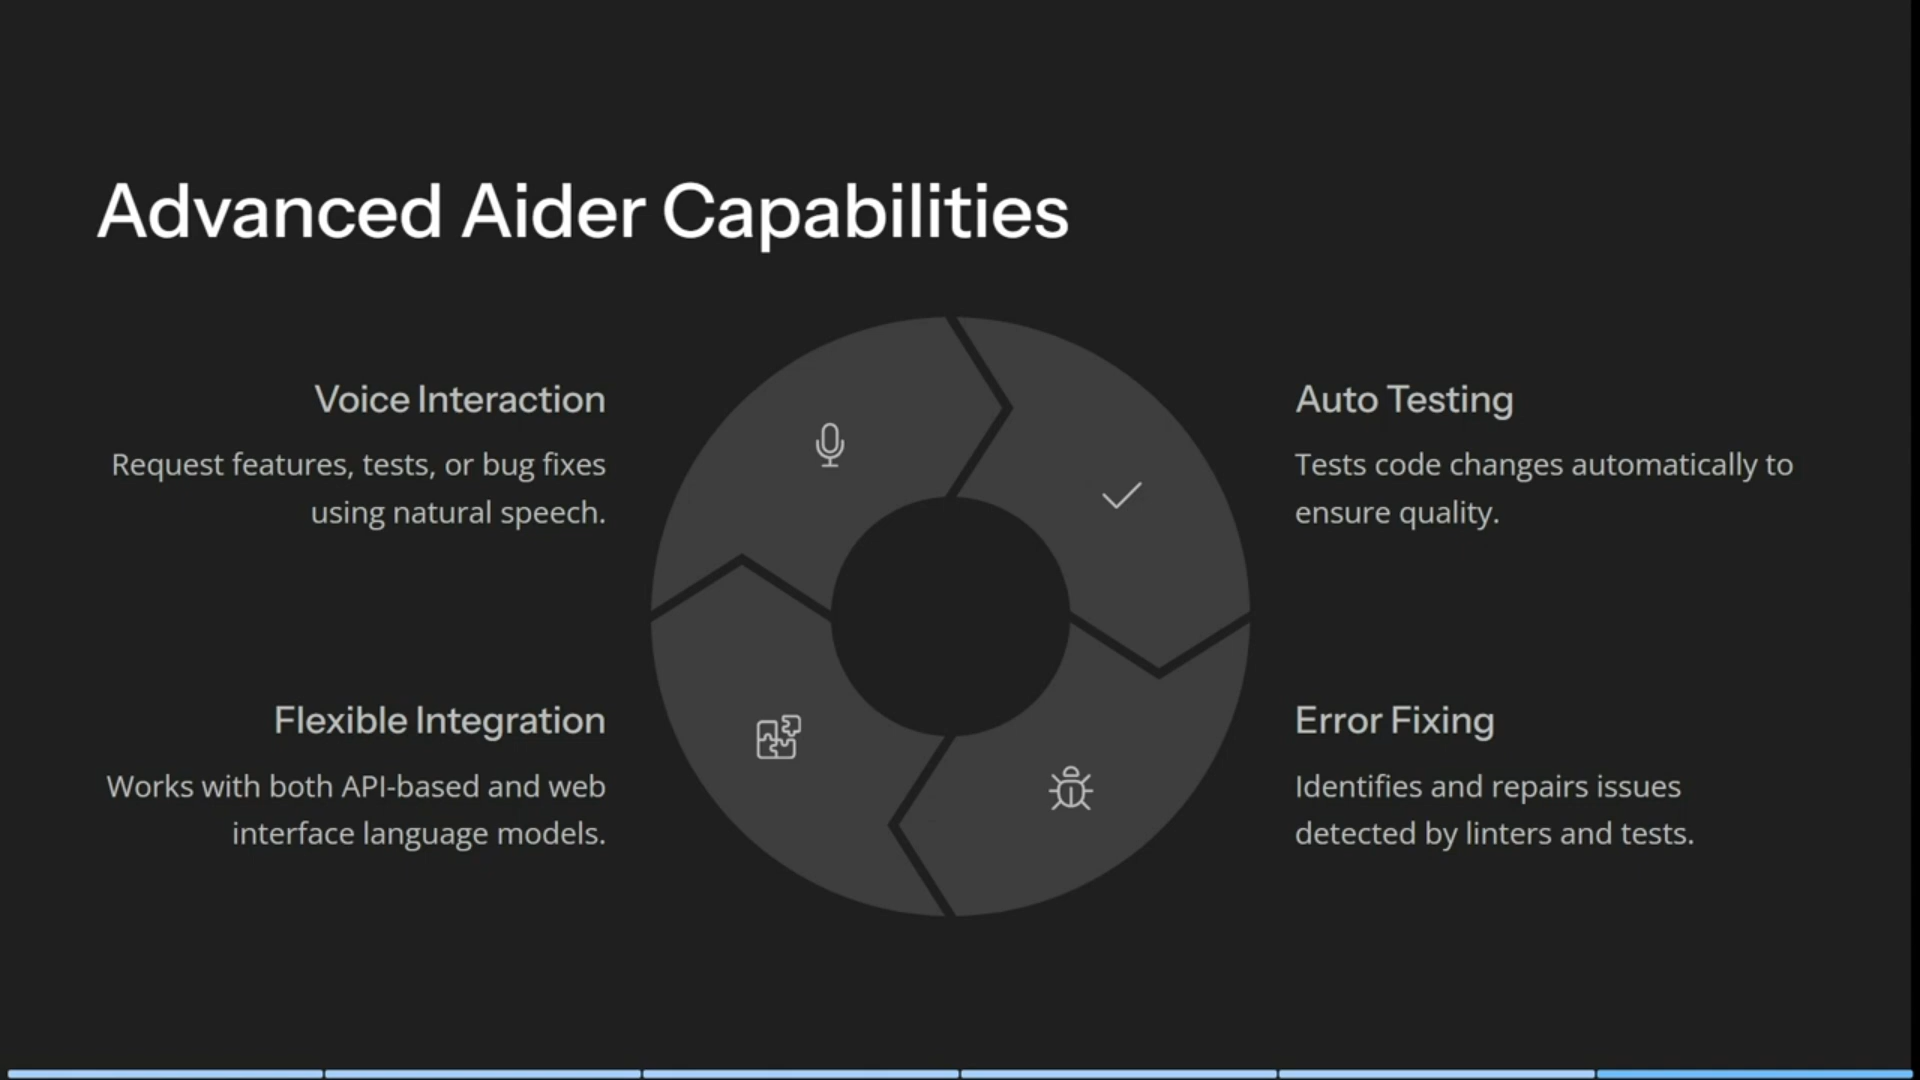 Advanced Aider Capabilities
Voice Interaction
Request features, tests, or bug fixes
using natural speech.
Auto Testing
Tests code changes automatically to
ensure quality.
Flexible Integration
Works with both API-based and web
interface language models.
Error Fixing
Identifies and repairs issues
detected by linters and tests.